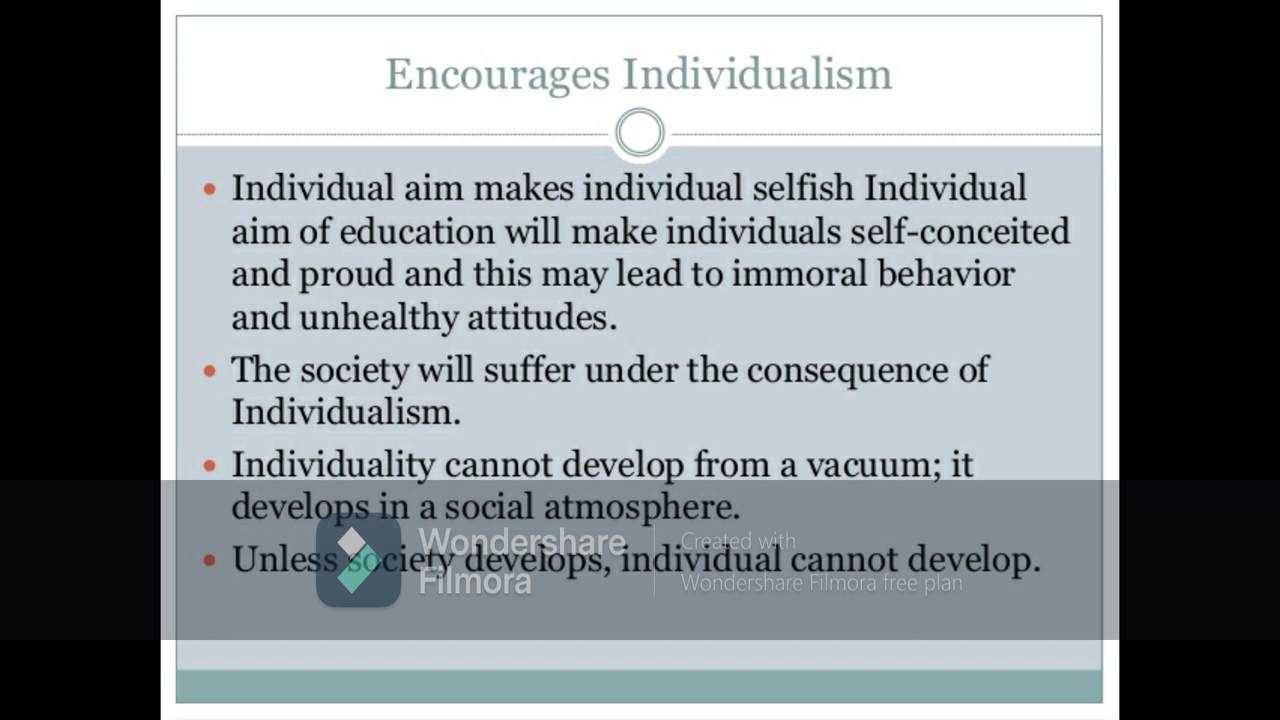 Encourages Individualism
• Individual aim makes individual selfish Individual
aim of education will make individuals self-conceited
and proud and this may lead to immoral behavior
and unhealthy attitudes.
• The society will suffer under the consequence of
Individualism.
• Individuality cannot develop from a vacuum; it
develops in a social atmosphere.
• Unless society develops, individual cannot develop.
Wondershare
Filmora
Created with
Wondershare Filmora free plan